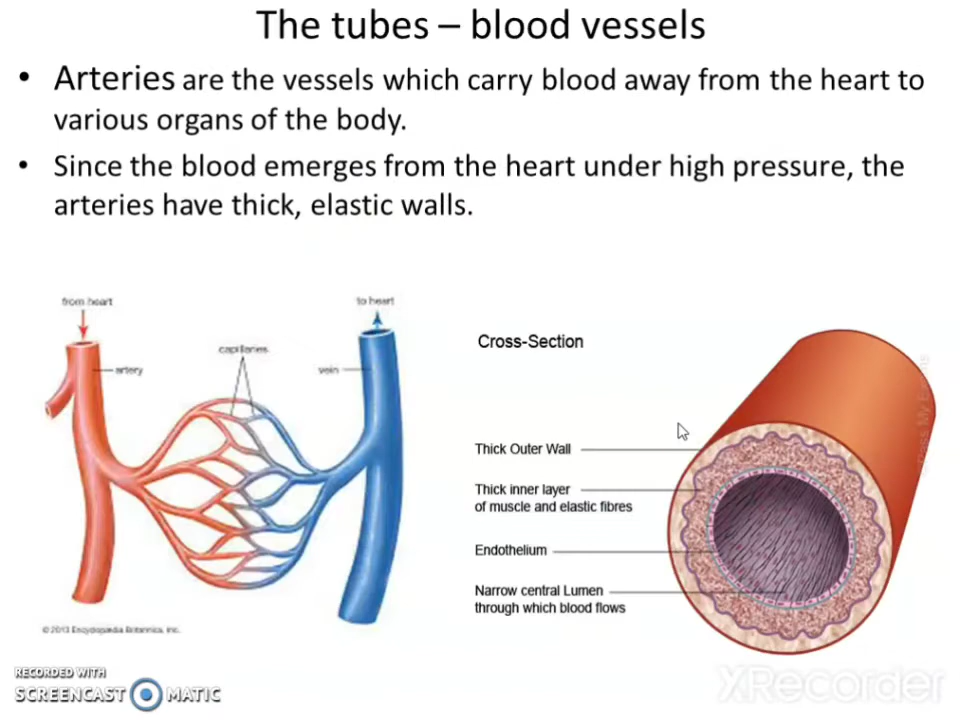 The tubes – blood vessels
• Arteries are the vessels which carry blood away from the heart to
various organs of the body.
• Since the blood emerges from the heart under high pressure, the
arteries have thick, elastic walls.
from heart
to heart
capillaries
artery
vein
© 2013 Encyclopædia Britannica, Inc.
Cross-Section
Thick Outer Wall
Thick inner layer
of muscle and elastic fibres
Endothelium
Narrow central Lumen
through which blood flows
Pass My Exams
RECORDED WITH
SCREENCAST MATIC
XRecorder